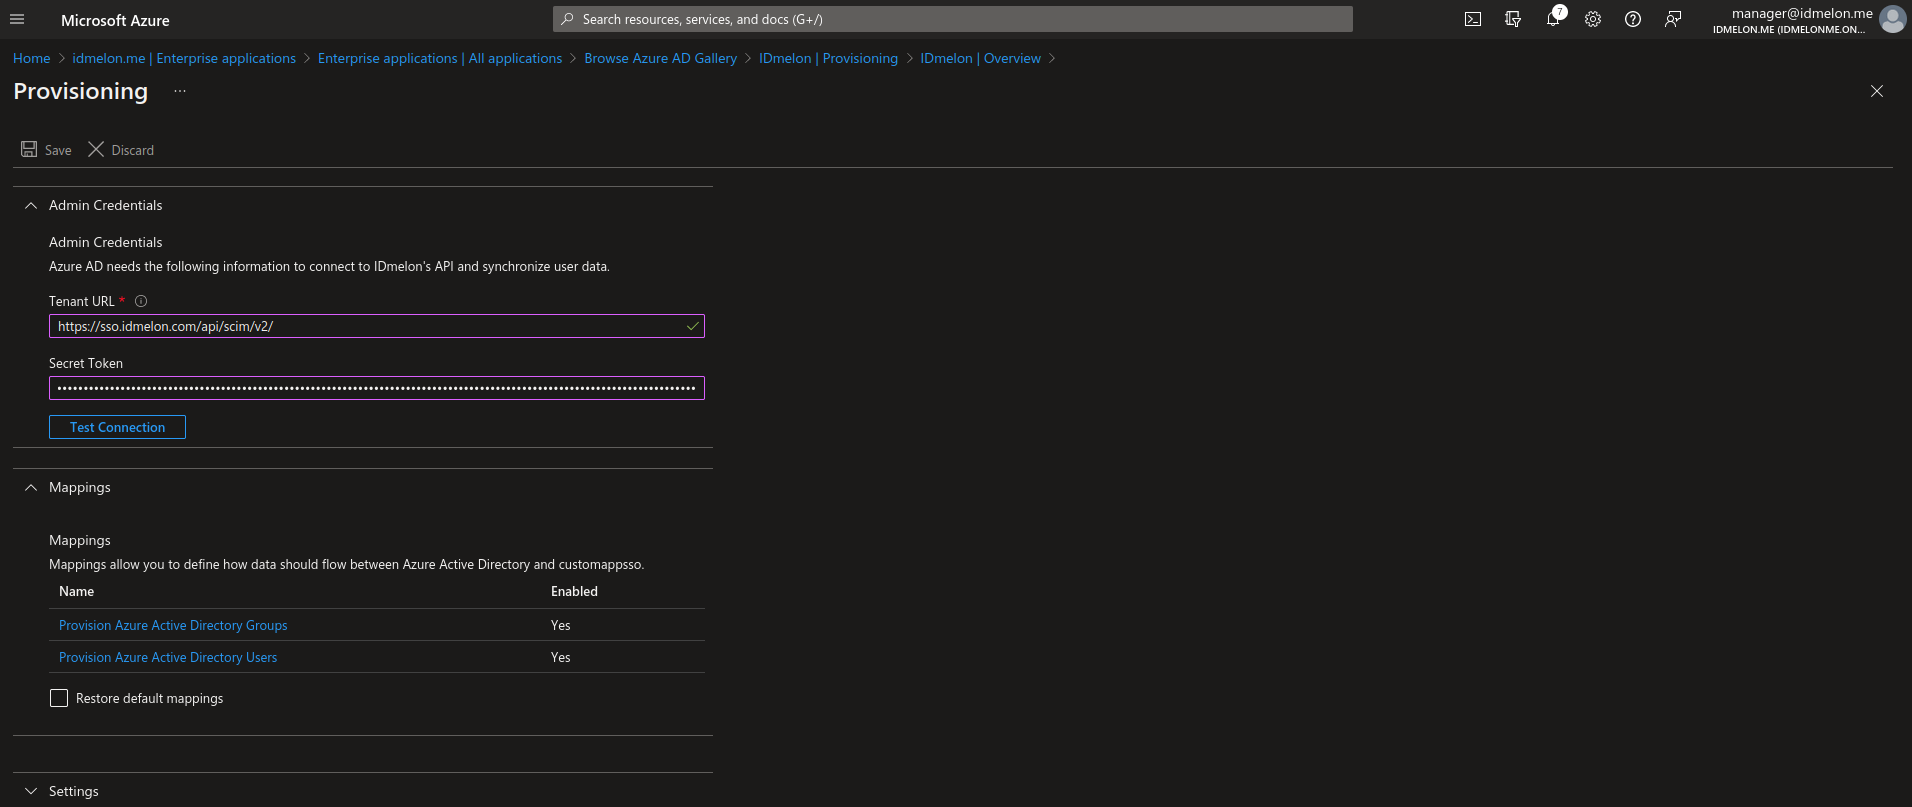 Microsoft Azure
Search resources, services, and docs (G+/)
7
manager@idmelon.me
IDMELON.ME (IDMELONME.ON...
Home > idmelon.me | Enterprise applications > Enterprise applications | All applications > Browse Azure AD Gallery > IDmelon | Provisioning > IDmelon | Overview >
Provisioning ...
Save Discard
Admin Credentials
Admin Credentials
Azure AD needs the following information to connect to IDmelon's API and synchronize user data.
Tenant URL *
https://sso.idmelon.com/api/scim/v2/
Secret Token
Test Connection
Mappings
Mappings
Mappings allow you to define how data should flow between Azure Active Directory and customappsso.
Name Enabled
Provision Azure Active Directory Groups Yes
Provision Azure Active Directory Users Yes
Restore default mappings
Settings